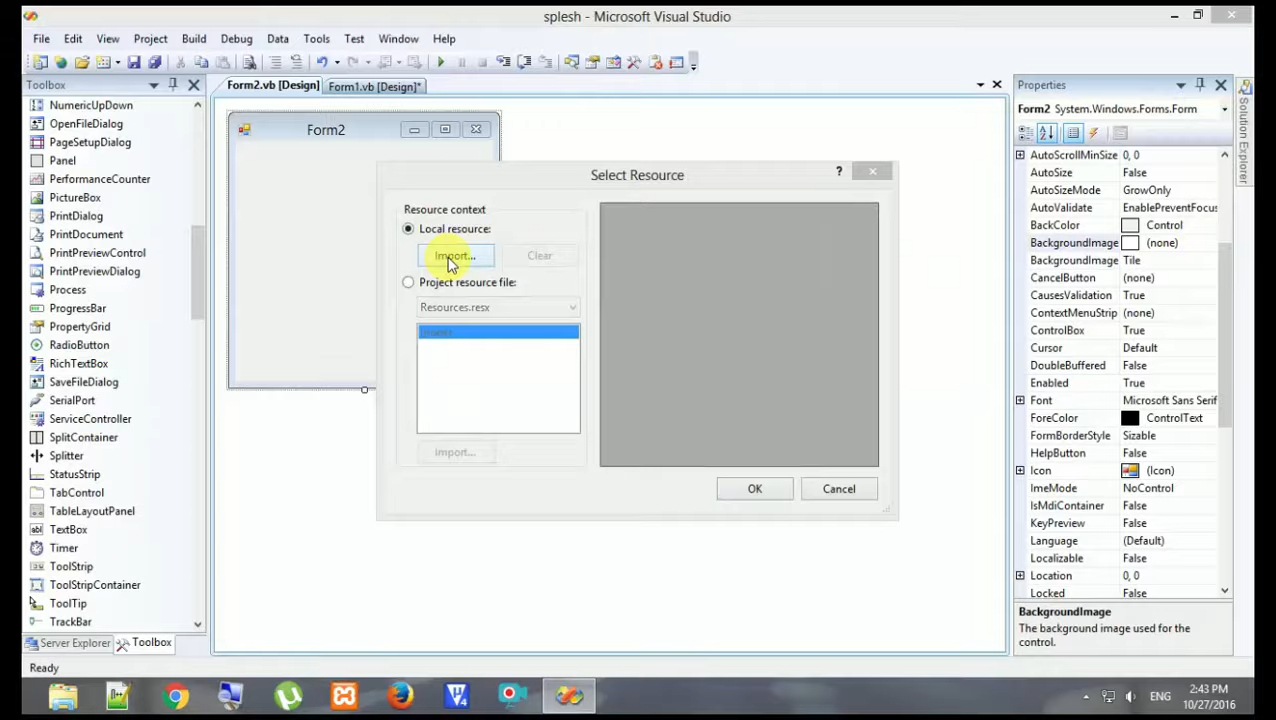 splesh - Microsoft Visual Studio
File Edit View Project Build Debug Data Tools Test Window Help
Toolbox
Form2.vb [Design] Form1.vb [Design]*
Properties
Form2 System.Windows.Forms.Form
Solution Explorer
NumericUpDown
OpenFileDialog
PageSetupDialog
Panel
PerformanceCounter
PictureBox
PrintDialog
PrintDocument
PrintPreviewControl
PrintPreviewDialog
Process
ProgressBar
PropertyGrid
RadioButton
RichTextBox
SaveFileDialog
SerialPort
ServiceController
SplitContainer
Splitter
StatusStrip
TabControl
TableLayoutPanel
TextBox
Timer
ToolStrip
ToolStripContainer
ToolTip
TrackBar
Server Explorer Toolbox
Form2
Select Resource
?
Resource context
Local resource:
Import... Clear
Project resource file:
Resources.resx
Import...
OK Cancel
AutoScrollMinSize 0, 0
AutoSize False
AutoSizeMode GrowOnly
AutoValidate EnablePreventFocus
BackColor Control
BackgroundImage (none)
BackgroundImage Tile
CancelButton (none)
CausesValidation True
ContextMenuStrip (none)
ControlBox True
Cursor Default
DoubleBuffered False
Enabled True
Font Microsoft Sans Serif
ForeColor ControlText
FormBorderStyle Sizable
HelpButton False
Icon (Icon)
ImeMode NoControl
IsMdiContainer False
KeyPreview False
Language (Default)
Localizable False
Location 0, 0
Locked False
BackgroundImage
The background image used for the
control.
Ready
ENG
2:43 PM
10/27/2016